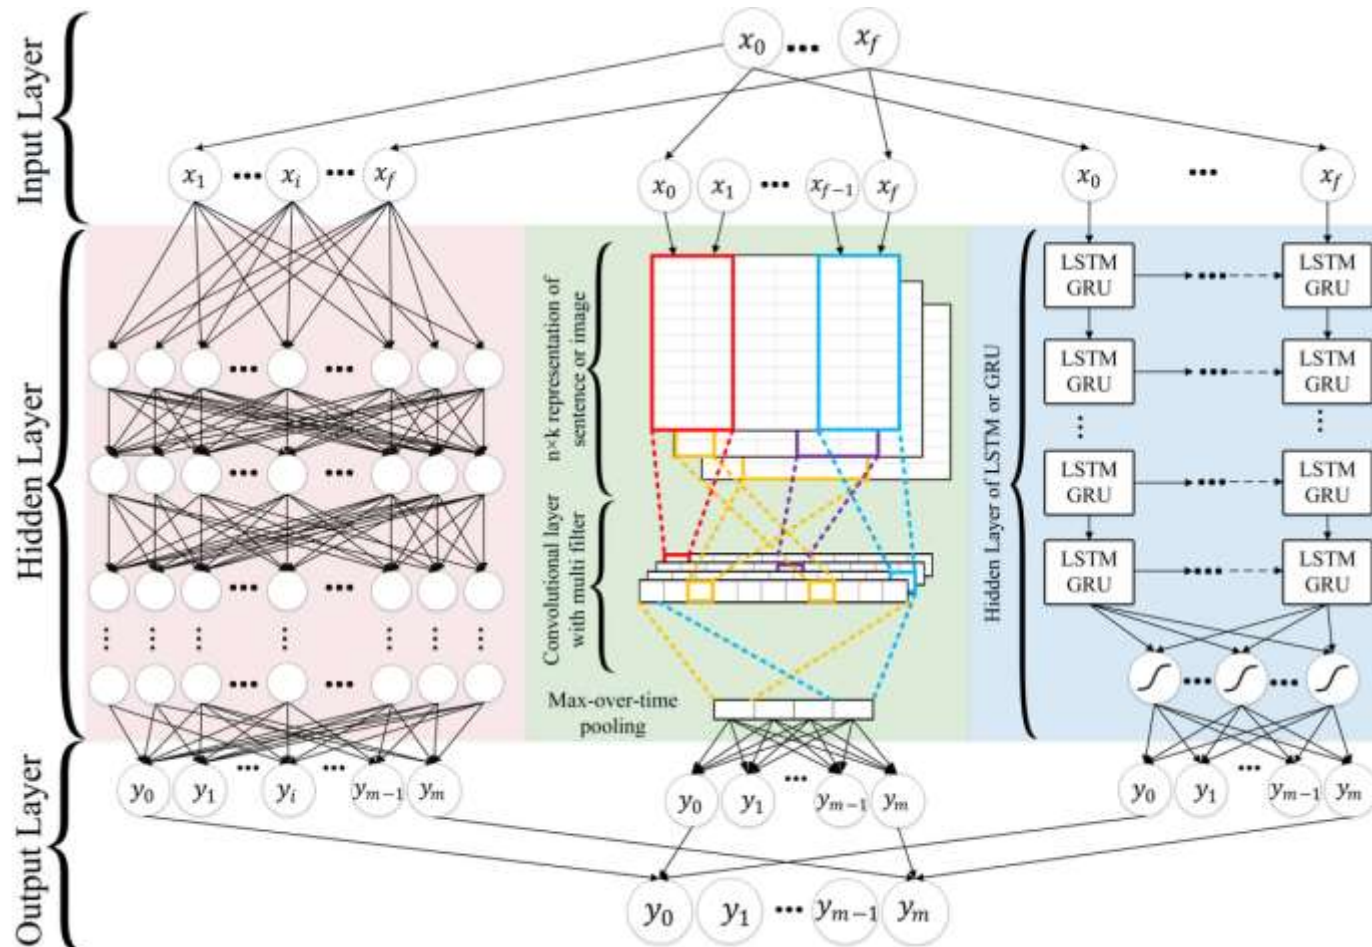 Input Layer
x_0 ... x_f
x_1 ... x_i ... x_f
x_0 x_1 ... x_{f-1} x_f
x_0 ... x_f
Hidden Layer
n×k representation of
sentence or image
Convolutional layer
with multi filter
Max-over-time
pooling
Hidden Layer of LSTM or GRU
LSTM
GRU
...
LSTM
GRU
LSTM
GRU
...
LSTM
GRU
...
...
LSTM
GRU
...
LSTM
GRU
LSTM
GRU
...
LSTM
GRU
Output Layer
y_0 y_1 ... y_i ... y_{m-1} y_m
y_0 y_1 ... y_{m-1} y_m
y_0 y_1 ... y_{m-1} y_m
y_0 y_1 ... y_{m-1} y_m